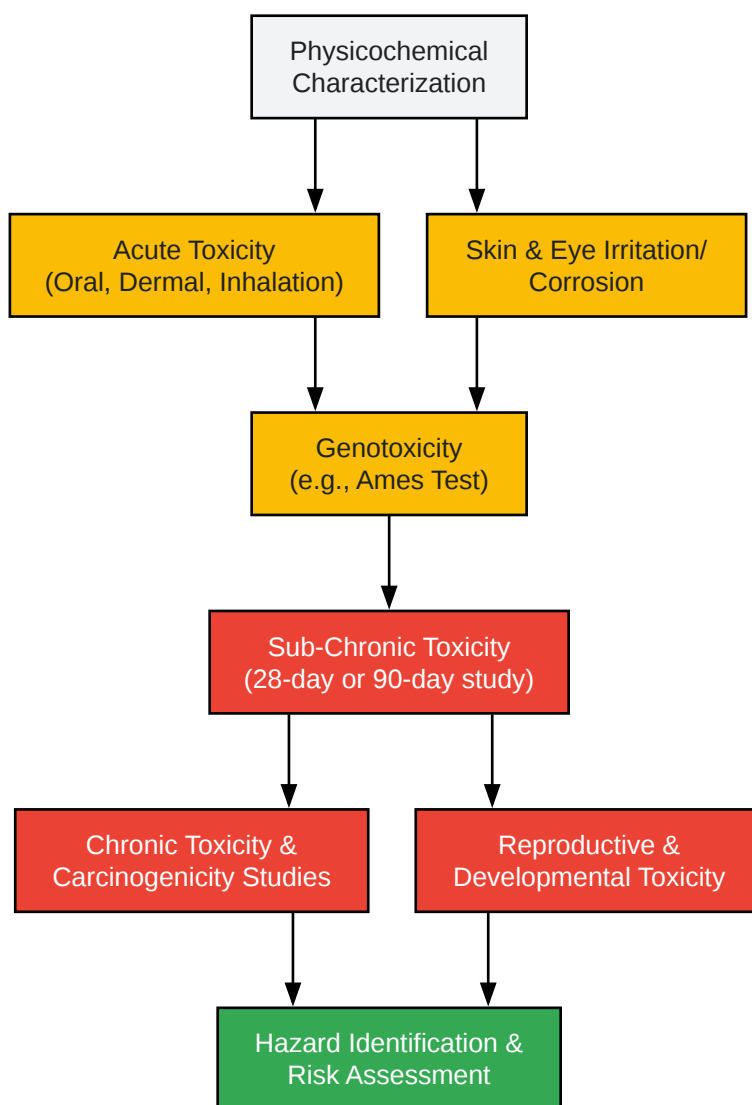 Physicochemical
Characterization
Acute Toxicity
(Oral, Dermal, Inhalation)
Skin & Eye Irritation/
Corrosion
Genotoxicity
(e.g., Ames Test)
Sub-Chronic Toxicity
(28-day or 90-day study)
Chronic Toxicity &
Carcinogenicity Studies
Reproductive &
Developmental Toxicity
Hazard Identification &
Risk Assessment